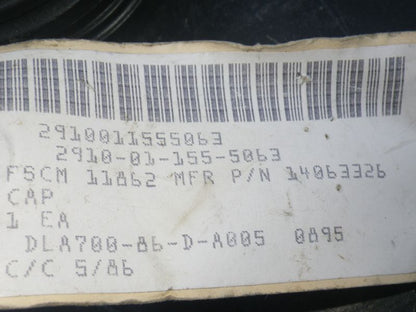 2910011555063
2910-01-155-5063
FSCM 11862 MFR P/N 14063326
CAP
1 EA
DLA700-86-D-A005 0895
C/C 5/86